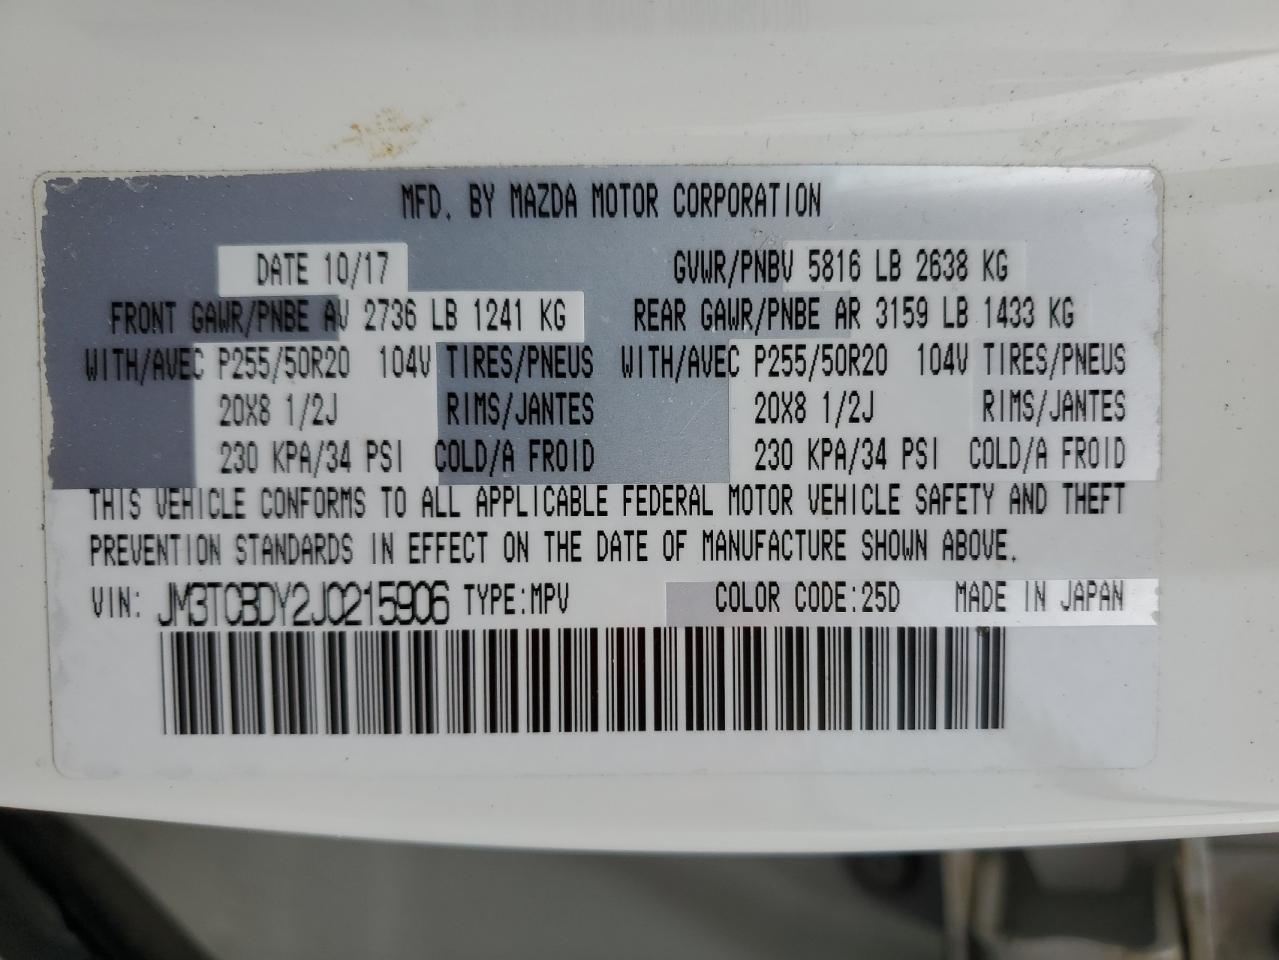 MFD. BY MAZDA MOTOR CORPORATION
DATE 10/17 GVWR/PNBV 5816 LB 2638 KG
FRONT GAWR/PNBE AV 2736 LB 1241 KG REAR GAWR/PNBE AR 3159 LB 1433 KG
WITH/AVEC P255/50R20 104V TIRES/PNEUS WITH/AVEC P255/50R20 104V TIRES/PNEUS
20X8 1/2J RIMS/JANTES 20X8 1/2J RIMS/JANTES
230 KPA/34 PSI COLD/A FROID 230 KPA/34 PSI COLD/A FROID
THIS VEHICLE CONFORMS TO ALL APPLICABLE FEDERAL MOTOR VEHICLE SAFETY AND THEFT
PREVENTION STANDARDS IN EFFECT ON THE DATE OF MANUFACTURE SHOWN ABOVE.
VIN: JM3TCBDY2J0215906 TYPE:MPV COLOR CODE:25D MADE IN JAPAN